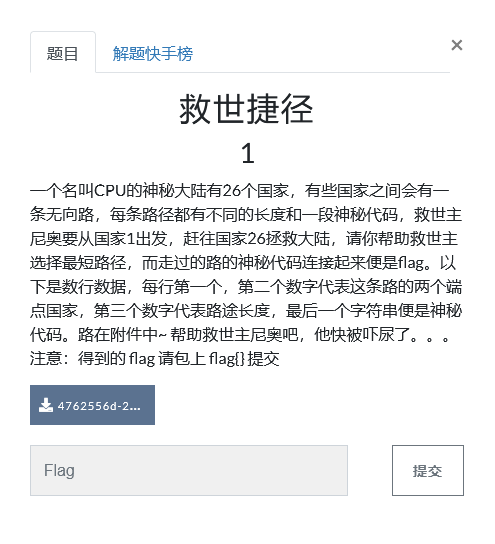 题目 解题快手榜 ×
救世捷径
1
一个名叫CPU的神秘大陆有26个国家，有些国家之间会有一
条无向路，每条路径都有不同的长度和一段神秘代码，救世主
尼奥要从国家1出发，赶往国家26拯救大陆，请你帮助救世主
选择最短路径，而走过的路的神秘代码连接起来便是flag。以
下是数行数据，每行第一个，第二个数字代表这条路的两个端
点国家，第三个数字代表路途长度，最后一个字符串便是神秘
代码。路在附件中~ 帮助救世主尼奥吧，他快被吓尿了。。。
注意：得到的 flag 请包上 flag{} 提交
4762556d-2...
Flag 提交